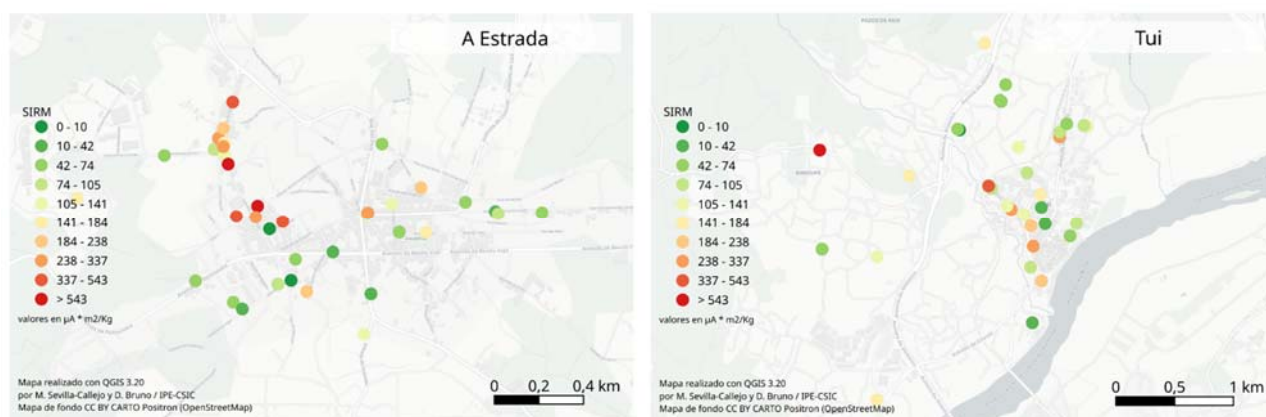 A Estrada
SIRM
0 - 10
10 - 42
42 - 74
74 - 105
105 - 141
141 - 184
184 - 238
238 - 337
337 - 543
> 543
valores en µA * m2/Kg
Mapa realizado con QGIS 3.20
por M. Sevilla-Callejo y D. Bruno / IPE-CSIC
Mapa de fondo CC BY CARTO Positron (OpenStreetMap)
0 0,2 0,4 km
Tui
SIRM
0 - 10
10 - 42
42 - 74
74 - 105
105 - 141
141 - 184
184 - 238
238 - 337
337 - 543
> 543
valores en µA * m2/Kg
Mapa realizado con QGIS 3.20
por M. Sevilla-Callejo y D. Bruno / IPE-CSIC
Mapa de fondo CC BY CARTO Positron (OpenStreetMap)
0 0,5 1 km